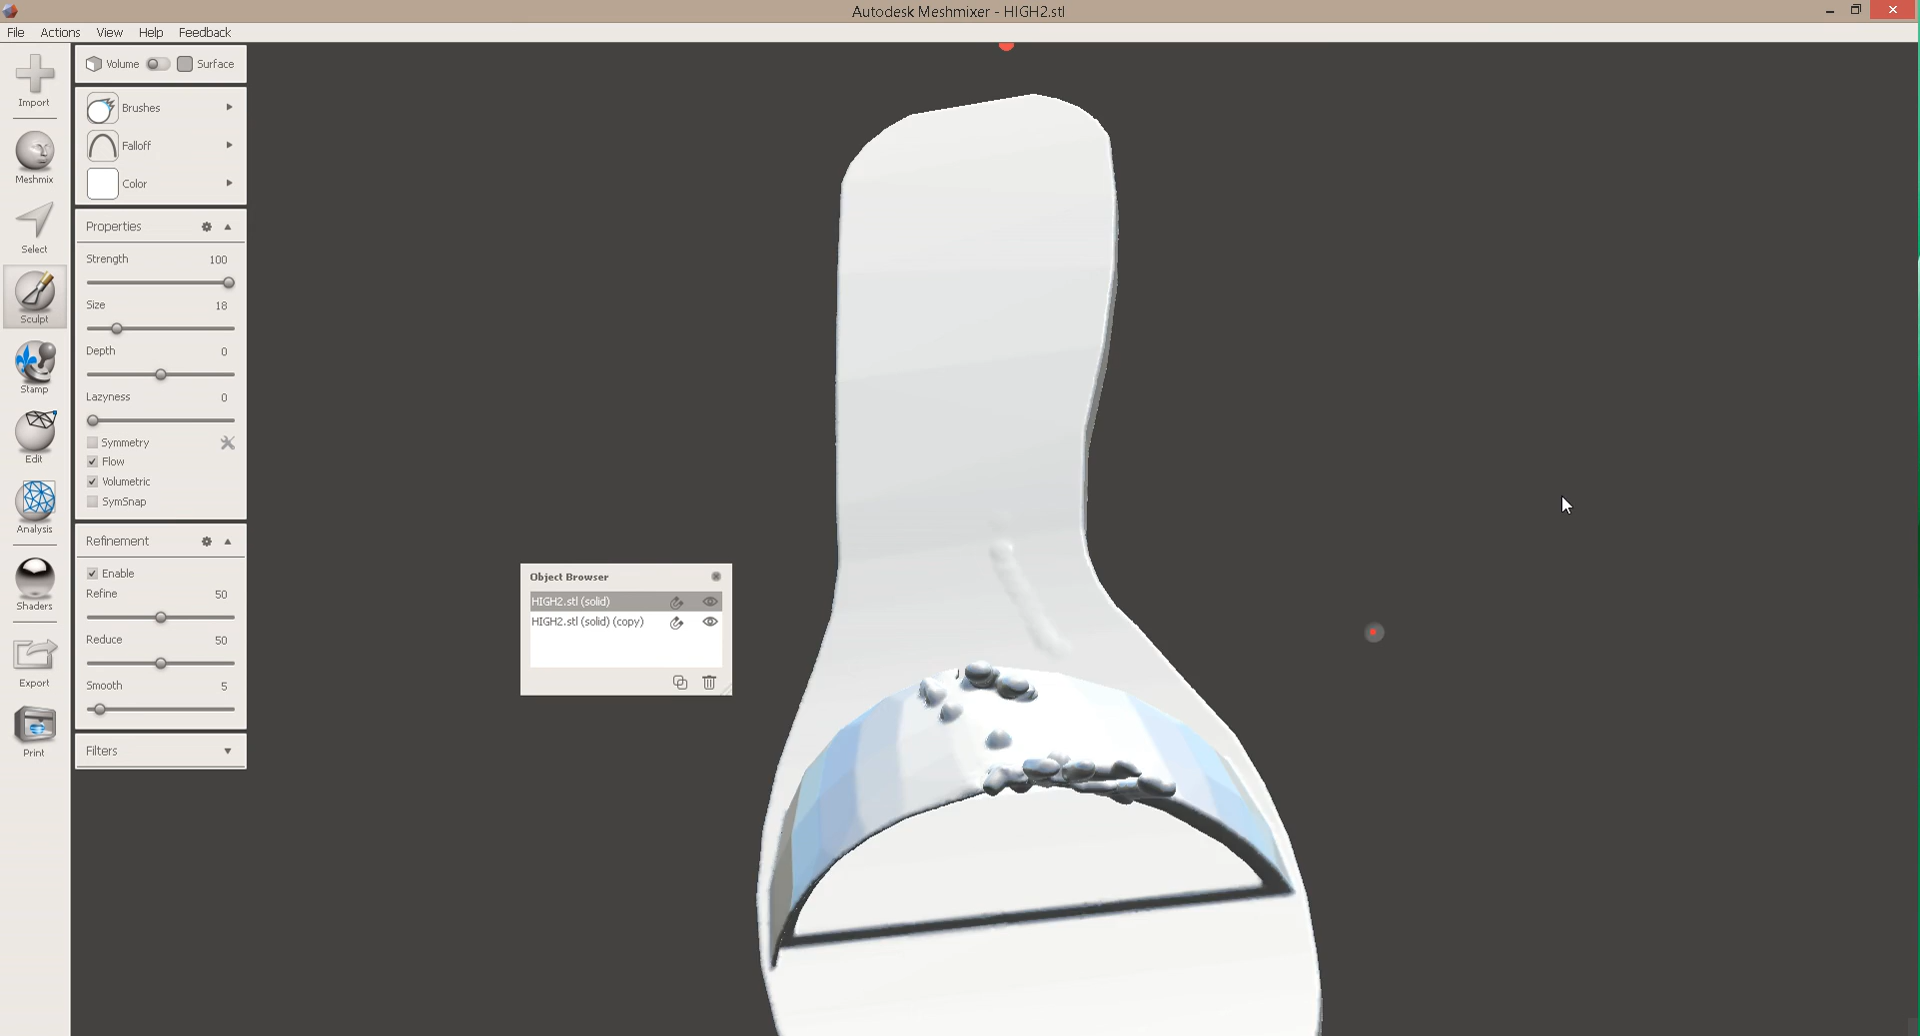 Autodesk Meshmixer - HIGH2.stl
File Actions View Help Feedback
Import
Meshmix
Select
Sculpt
Stamp
Edit
Analysis
Shaders
Export
Print
Volume Surface
Brushes
Falloff
Color
Properties
Strength 100
Size 18
Depth 0
Lazyness 0
Symmetry
Flow
Volumetric
SymSnap
Refinement
Enable
Refine 50
Reduce 50
Smooth 5
Filters
Object Browser
HIGH2.stl (solid)
HIGH2.stl (solid) (copy)